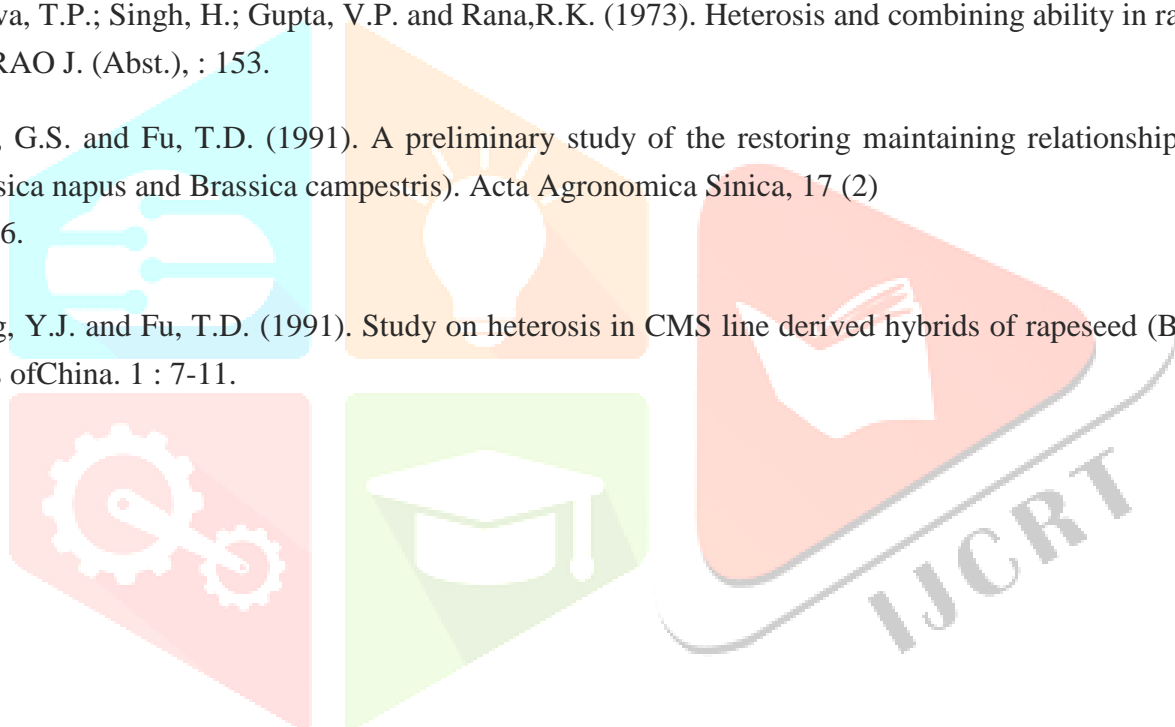 va, T.P.; Singh, H.; Gupta, V.P. and Rana,R.K. (1973). Heterosis and combining ability in ra
RAO J. (Abst.), : 153.
, G.S. and Fu, T.D. (1991). A preliminary study of the restoring maintaining relationship
sica napus and Brassica campestris). Acta Agronomica Sinica, 17 (2)
6.
g, Y.J. and Fu, T.D. (1991). Study on heterosis in CMS line derived hybrids of rapeseed (B
s ofChina. 1 : 7-11.
IJCRT